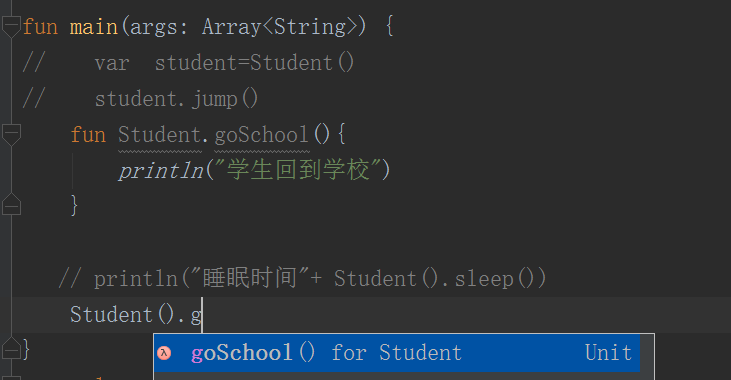 fun main(args: Array<String>) {
//    var  student=Student()
//    student.jump()
    fun Student.goSchool(){
        println("学生回到学校")
    }
   // println("睡眠时间"+ Student().sleep())
    Student().g
goSchool() for Student    Unit
}